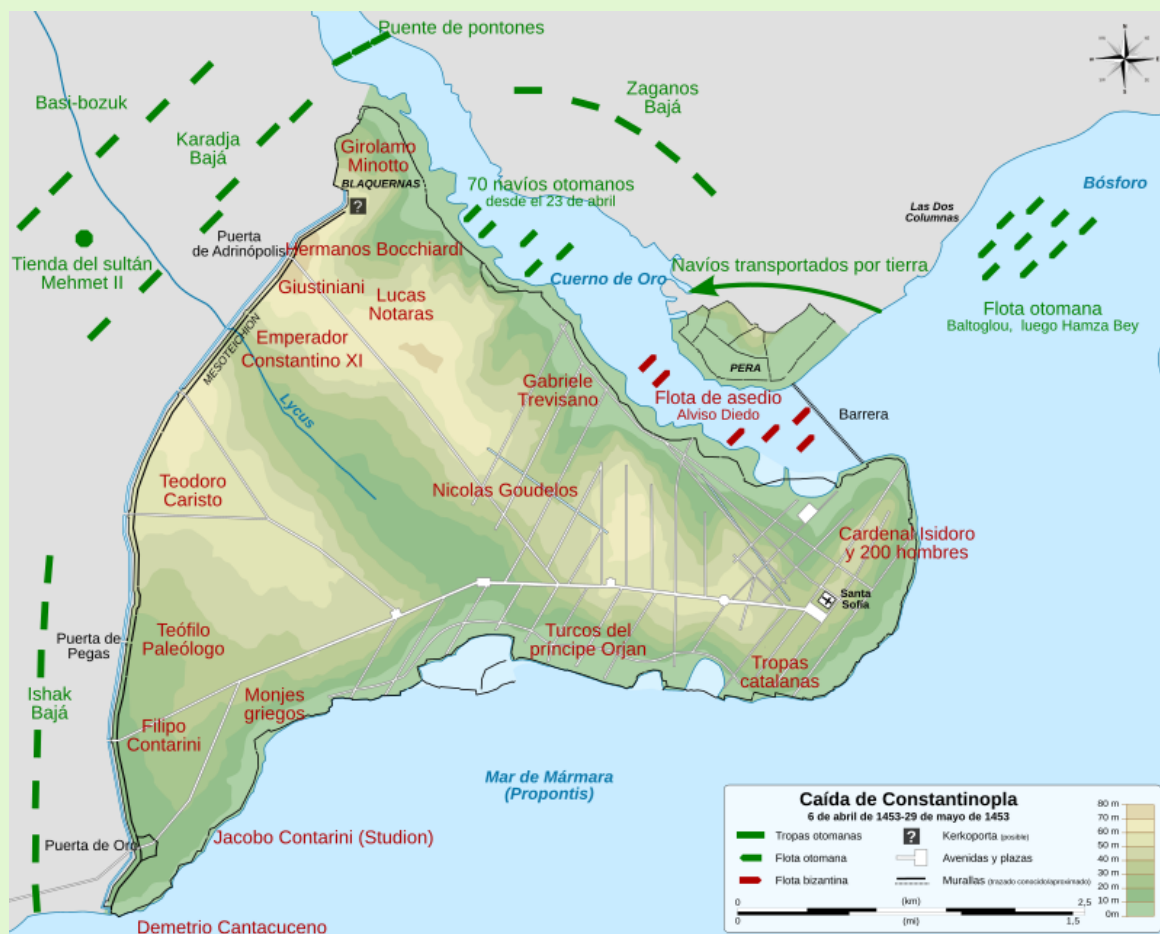 Puente de pontones
Basi-bozuk
Karadja
Bajá
Zaganos
Bajá
Girolamo
Minotto
BLAQUERNAS
?
70 navíos otomanos
desde el 23 de abril
Bósforo
Las Dos
Columnas
Puerta
de Adrinópolis
Hermanos Bocchiardi
Tienda del sultán
Mehmet II
Giustiniani
Lucas
Notaras
Cuerno de Oro
Navíos transportados por tierra
Flota otomana
Baltoglou, luego Hamza Bey
MESOTEICHION
Emperador
Constantino XI
Lycus
Gabriele
Trevisano
PERA
Flota de asedio
Alviso Diedo
Barrera
Teodoro
Caristo
Nicolas Goudelos
Cardenal Isidoro
y 200 hombres
Santa
Sofía
Puerta de
Pegas
Teófilo
Paleólogo
Turcos del
príncipe Orjan
Tropas
catalanas
Ishak
Bajá
Monjes
griegos
Filipo
Contarini
Mar de Mármara
(Propontis)
Puerta de Oro
Jacobo Contarini (Studion)
Demetrio Cantacuceno
Caída de Constantinopla
6 de abril de 1453-29 de mayo de 1453
Tropas otomanas
? Kerkoporta (posible)
Flota otomana
Avenidas y plazas
Flota bizantina
Murallas (trazado conocido/aproximado)
0 (km) 2,5
0 (mi) 1,5
80 m
70 m
60 m
50 m
40 m
30 m
20 m
10 m
0m